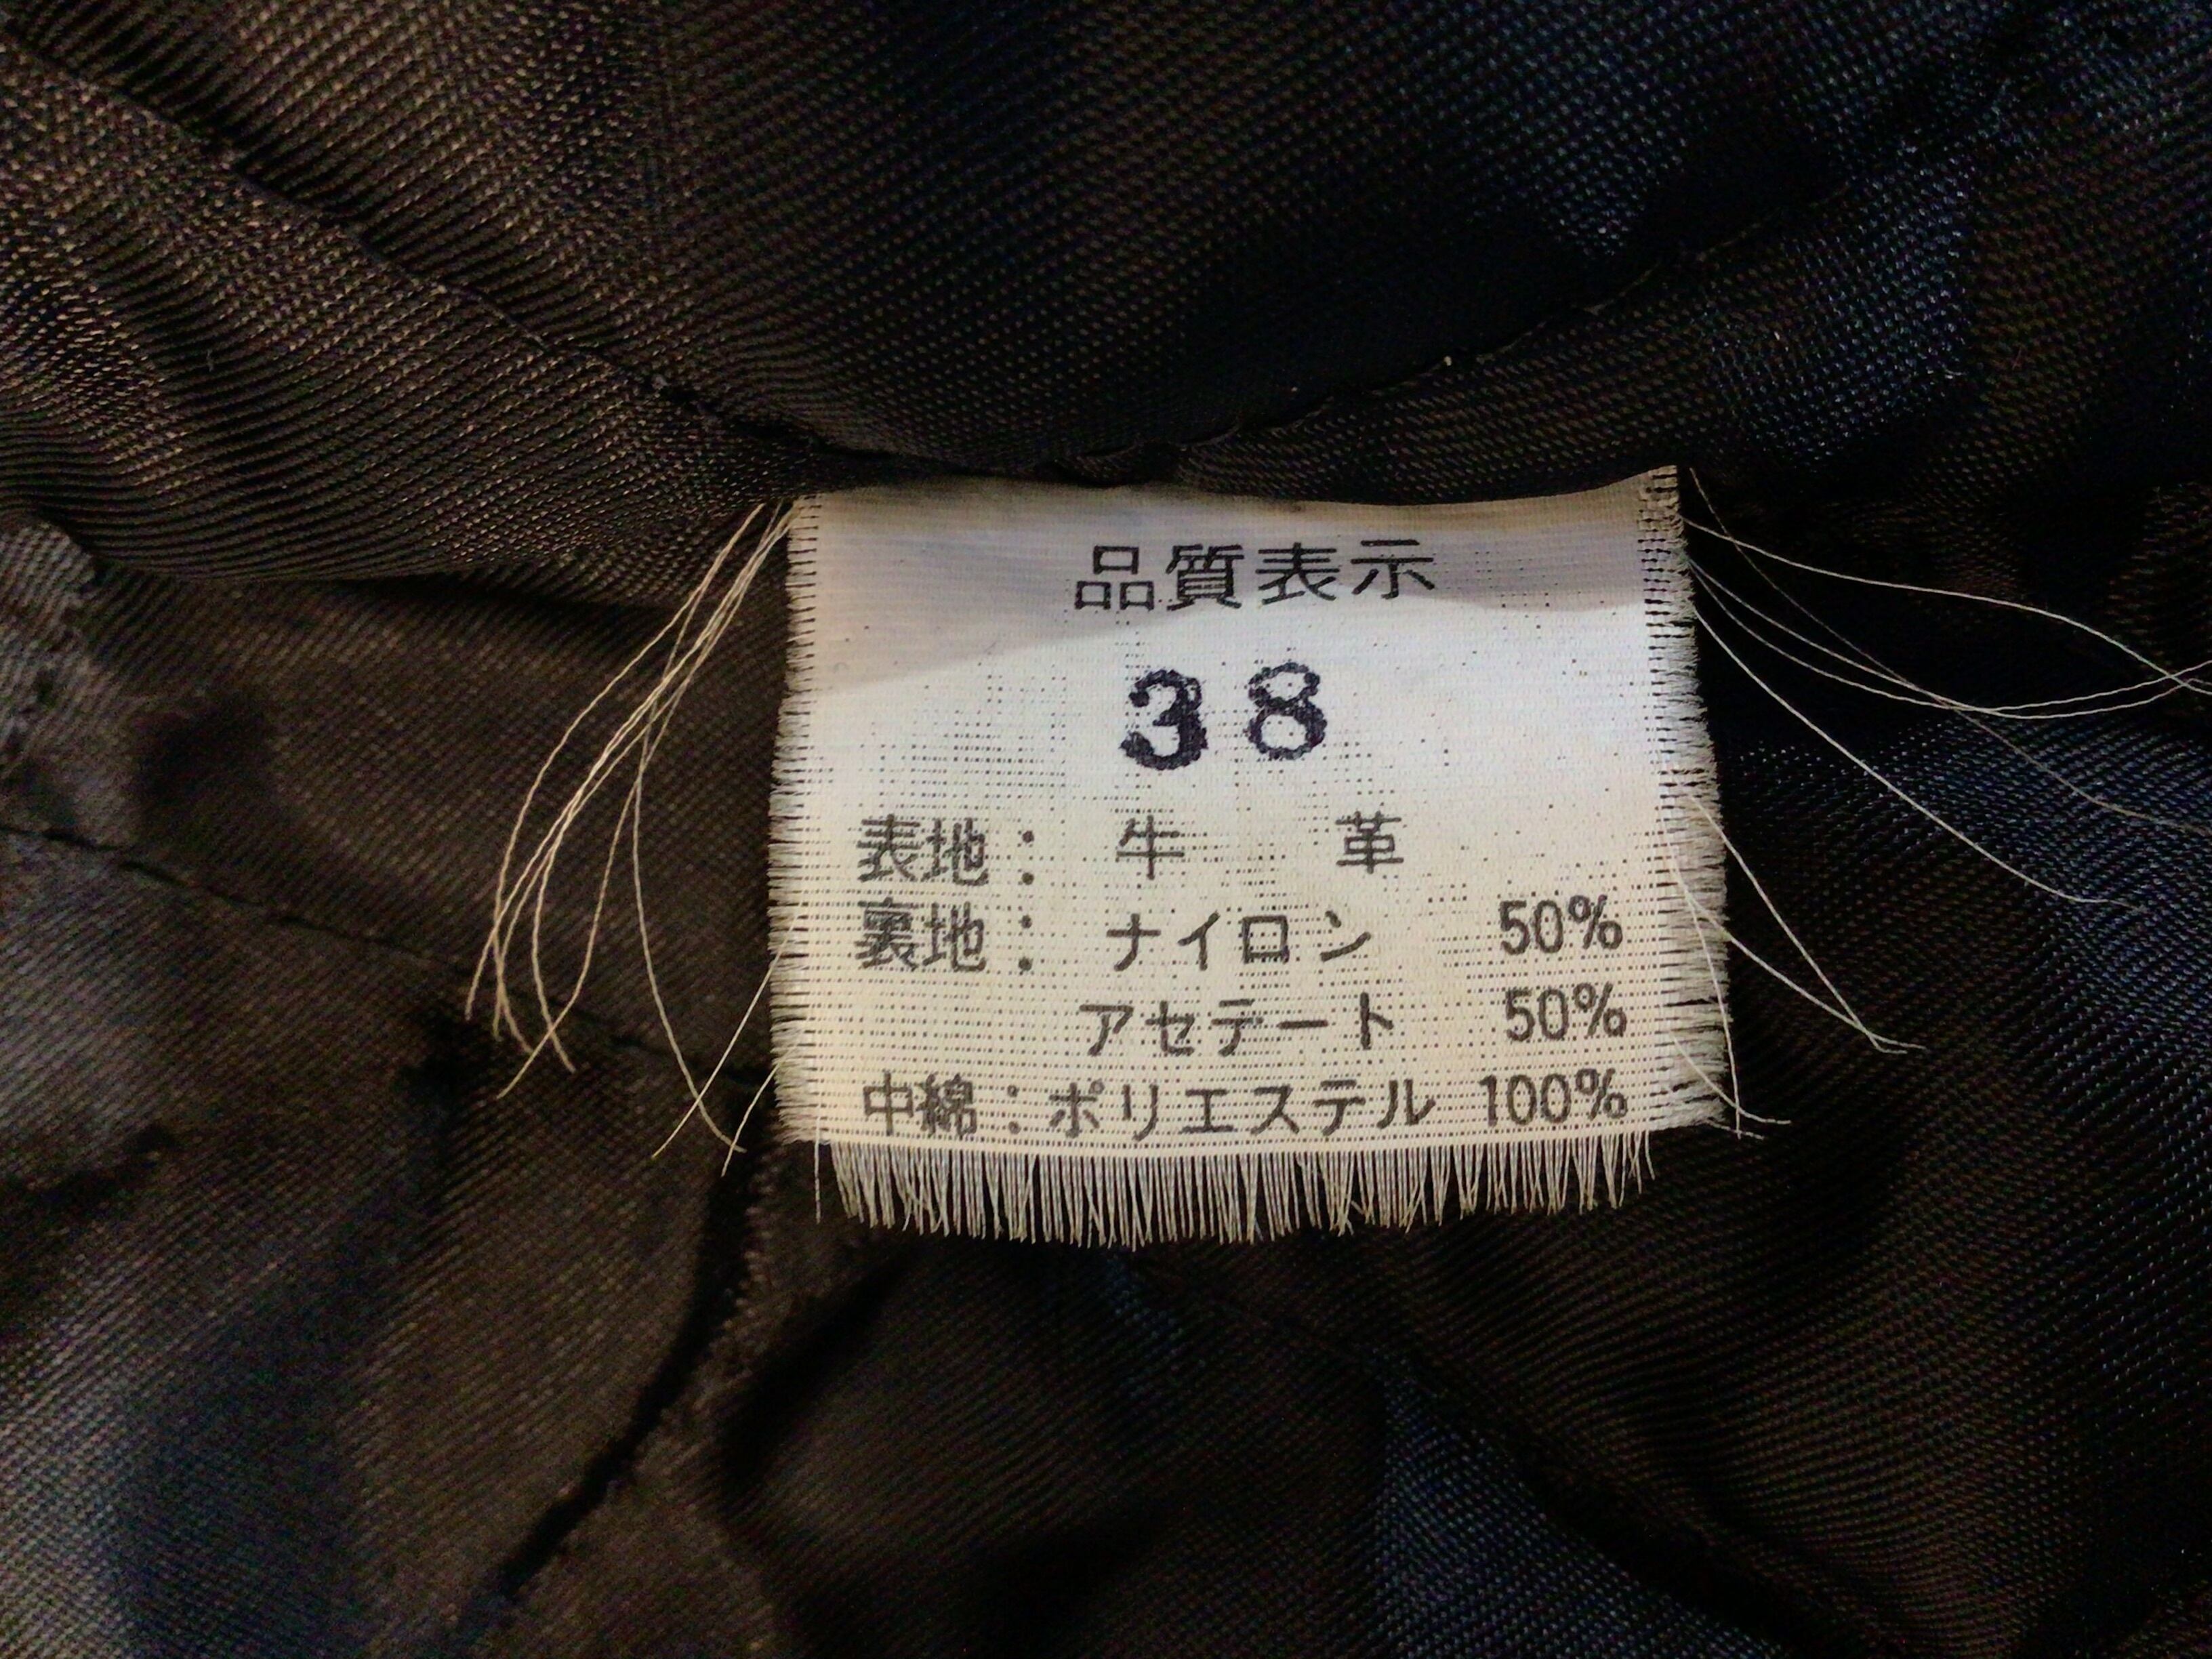 品質表示
38
表地： 牛 革
裏地： ナイロン 50%
アセテート 50%
中綿：ポリエステル 100%